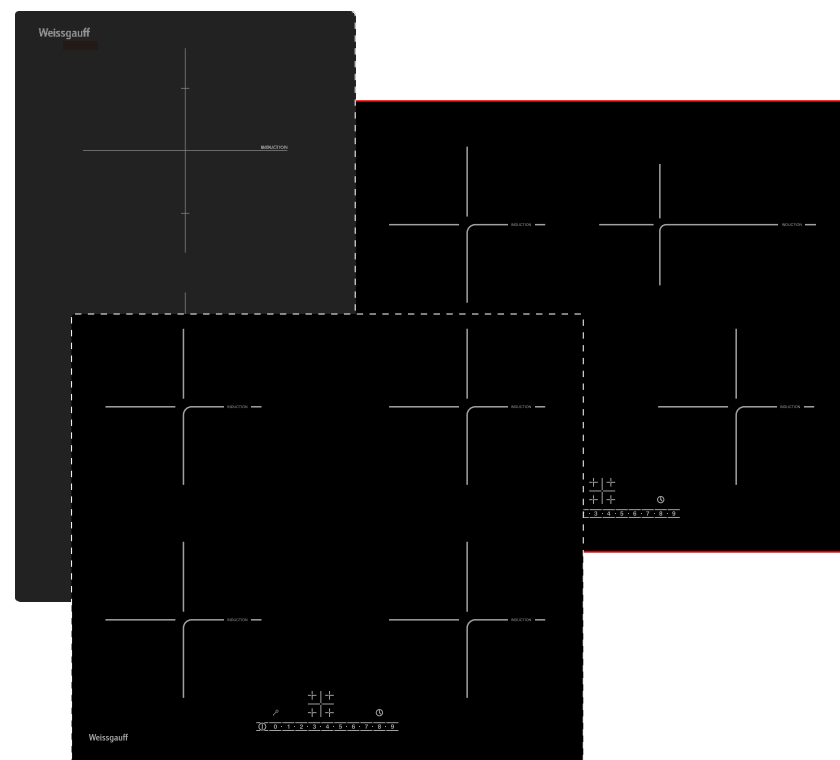 Weissgauff
INDUCTION
INDUCTION
INDUCTION
INDUCTION
INDUCTION
INDUCTION
· 3 · 4 · 5 · 6 · 7 · 8 · 9
INDUCTION
INDUCTION
0 · 1 · 2 · 3 · 4 · 5 · 6 · 7 · 8 · 9
Weissgauff